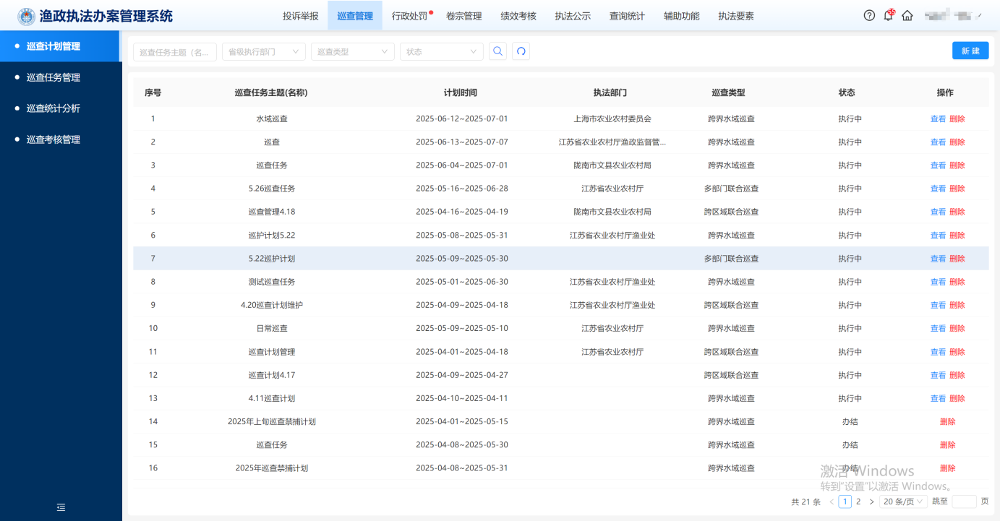 渔政执法办案管理系统
投诉举报 巡查管理 行政处罚 卷宗管理 绩效考核 执法公示 查询统计 辅助功能 执法要素 55
巡查计划管理
巡查任务管理
巡查统计分析
巡查考核管理
巡查任务主题（名... 省级执行部门 巡查类型 状态 新 建
序号 巡查任务主题(名称) 计划时间 执法部门 巡查类型 状态 操作
1 水域巡查 2025-06-12~2025-07-01 上海市农业农村委员会 跨界水域巡查 执行中 查看 删除
2 巡查 2025-06-13~2025-07-07 江苏省农业农村厅渔政监督管... 跨界水域巡查 执行中 查看 删除
3 巡查任务 2025-06-04~2025-07-01 陇南市文县农业农村局 跨界水域巡查 执行中 查看 删除
4 5.26巡查任务 2025-05-16~2025-06-28 江苏省农业农村厅 多部门联合巡查 执行中 查看 删除
5 巡查管理4.18 2025-04-16~2025-04-19 陇南市文县农业农村局 跨区域联合巡查 执行中 查看 删除
6 巡护计划5.22 2025-05-08~2025-05-31 江苏省农业农村厅渔业处 跨界水域巡查 执行中 查看 删除
7 5.22巡护计划 2025-05-09~2025-05-30 多部门联合巡查 执行中 查看 删除
8 测试巡查任务 2025-05-01~2025-06-30 江苏省农业农村厅渔业处 跨界水域巡查 执行中 查看 删除
9 4.20巡查计划维护 2025-04-09~2025-04-18 江苏省农业农村厅渔业处 跨区域联合巡查 执行中 查看 删除
10 日常巡查 2025-05-09~2025-05-10 江苏省农业农村厅 跨界水域巡查 执行中 查看 删除
11 巡查计划管理 2025-04-01~2025-04-18 江苏省农业农村厅 跨区域联合巡查 执行中 查看 删除
12 巡查计划4.17 2025-04-09~2025-04-27 跨区域联合巡查 执行中 查看 删除
13 4.11巡查计划 2025-04-10~2025-04-11 跨界水域巡查 执行中 查看 删除
14 2025年上旬巡查禁捕计划 2025-04-01~2025-05-15 跨界水域巡查 办结 删除
15 巡查任务 2025-04-08~2025-05-30 跨界水域巡查 办结 删除
16 2025年巡查禁捕计划 2025-04-08~2025-05-31 跨界水域巡查 办结 删除
激活 Windows
转到"设置"以激活 Windows。
共 21 条 < 1 2 > 20 条/页 跳至 页